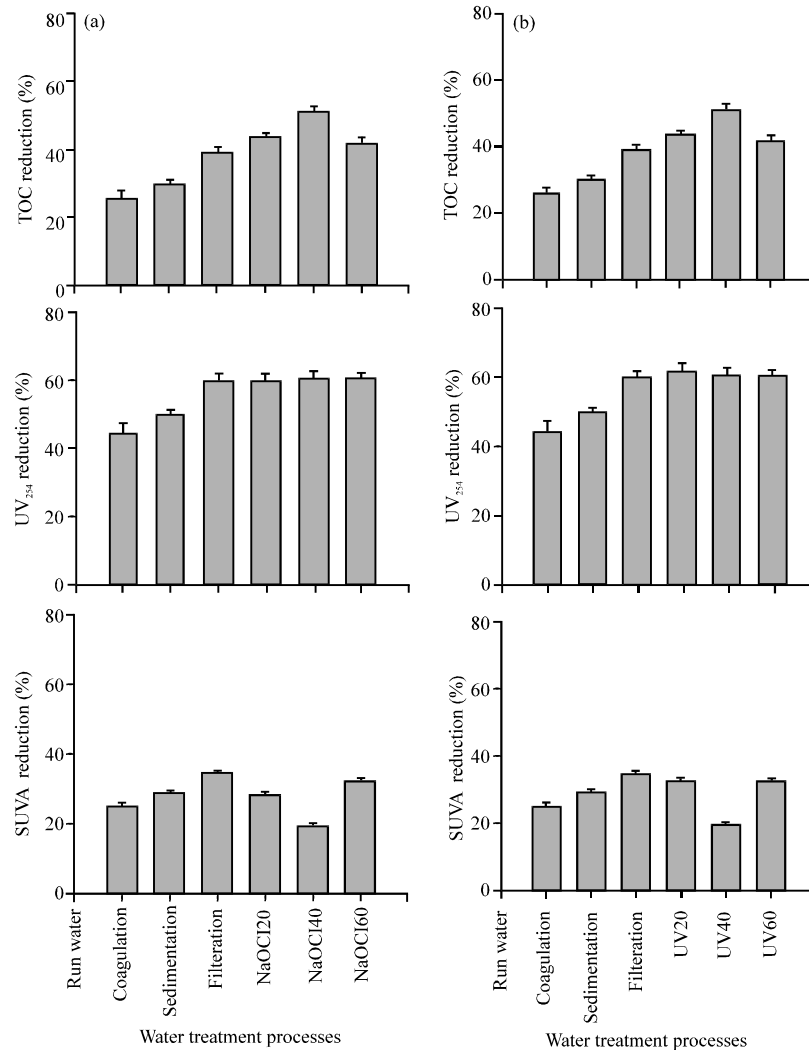 (a)
80
60
40
20
0
TOC reduction (%)
80
60
40
20
0
UV254 reduction (%)
80
60
40
20
0
SUVA reduction (%)
Run water
Coagulation
Sedimentation
Filteration
NaOCI20
NaOCI40
NaOCI60
Water treatment processes
(b)
80
60
40
20
0
TOC reduction (%)
80
60
40
20
0
UV254 reduction (%)
80
60
40
20
0
SUVA reduction (%)
Run water
Coagulation
Sedimentation
Filteration
UV20
UV40
UV60
Water treatment processes